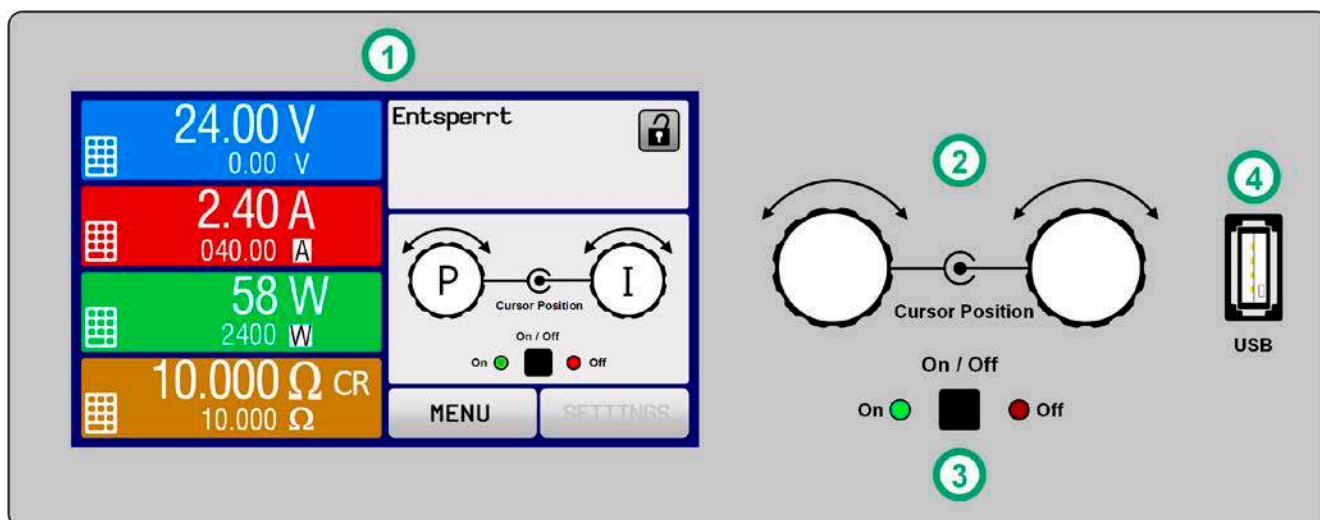 1
24.00 V
0.00 V
2.40 A
040.00 A
58 W
2400 W
10.000 Ω CR
10.000 Ω
Entsperrt
P
I
Cursor Position
On / Off
On
Off
MENU
SETTINGS
2
Cursor Position
On / Off
On
Off
3
4
USB